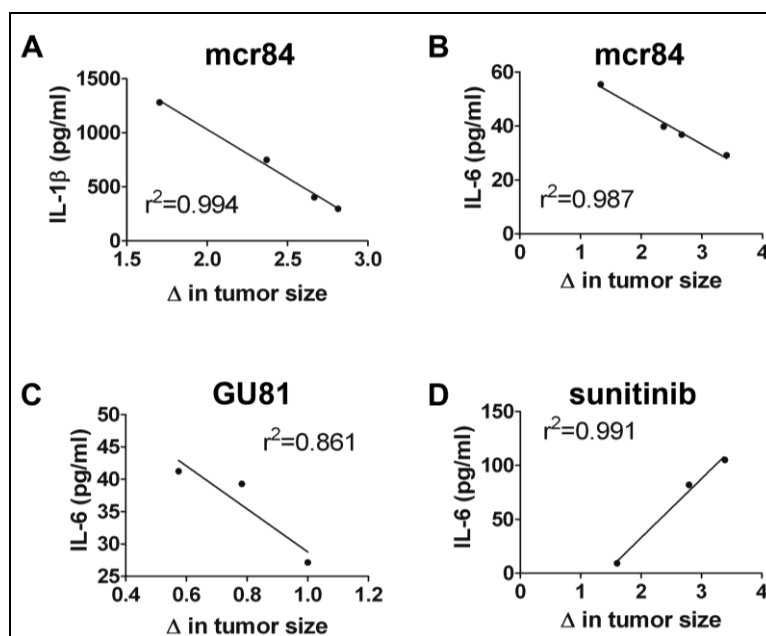 A
mcr84
IL-1β (pg/ml)
1500
1000
500
0
r²=0.994
1.5 2.0 2.5 3.0
Δ in tumor size
B
mcr84
IL-6 (pg/ml)
60
40
20
0
r²=0.987
0 1 2 3 4
Δ in tumor size
C
GU81
IL-6 (pg/ml)
50
45
40
35
30
25
r²=0.861
0.4 0.6 0.8 1.0 1.2
Δ in tumor size
D
sunitinib
IL-6 (pg/ml)
150
100
50
0
r²=0.991
0 1 2 3 4
Δ in tumor size